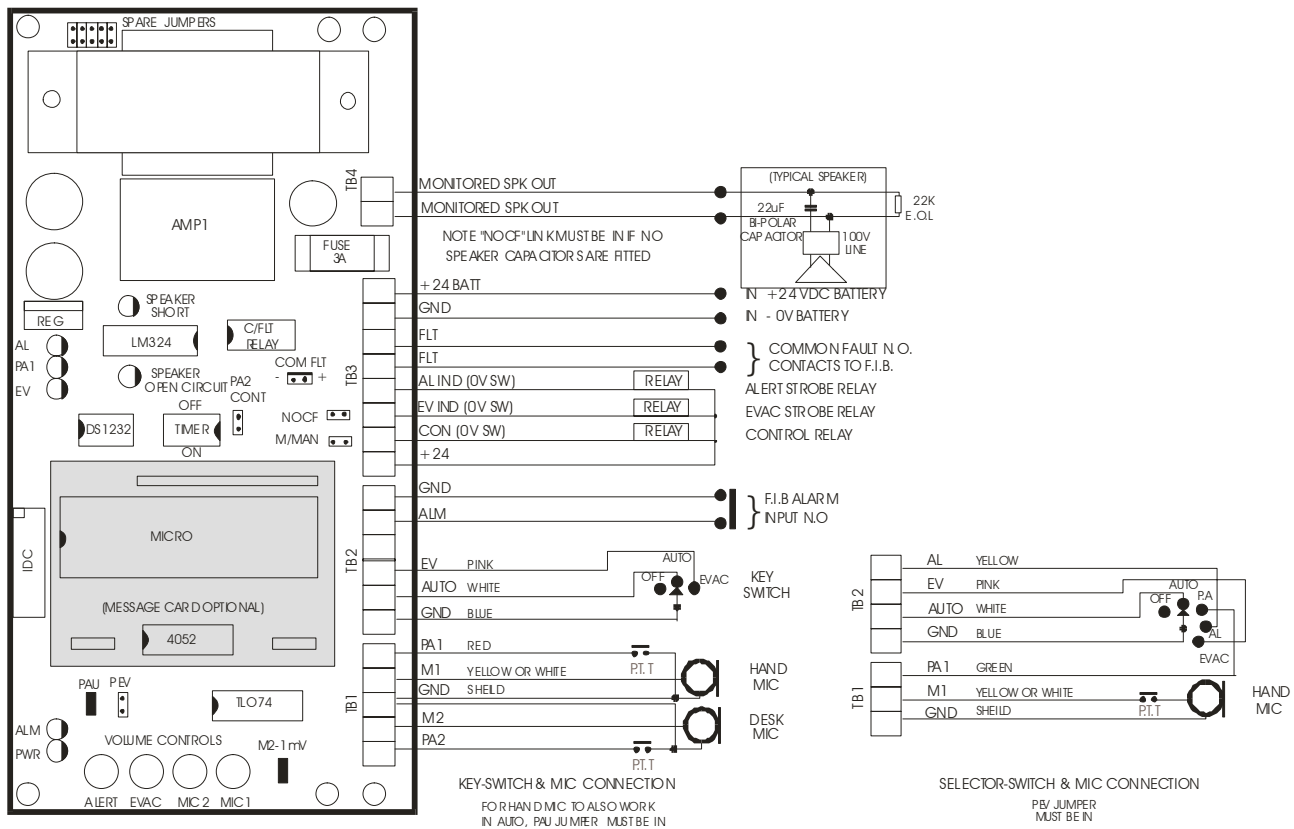 SPARE JUMPERS
AMP1
FUSE
3A
TB4
MONITORED SPK OUT
MONITORED SPK OUT
NOTE "NOCF" LINK MUST BE IN IF NO
SPEAKER CAPACITORS ARE FITTED
(TYPICAL SPEAKER)
22uF
BI-POLAR
CAPACITOR
100V
LINE
22K
E.O.L
REG
SPEAKER
SHORT
LM324
C/FLT
RELAY
AL
PA1
EV
SPEAKER
OPEN CIRCUIT
PA2
CONT
COM FLT
- +
OFF
DS1232
TIMER
ON
NOCF
M/MAN
TB3
+24 BATT
GND
FLT
FLT
AL IND (0V SW)
EV IND (0V SW)
CON (0V SW)
+24
RELAY
RELAY
RELAY
IN +24 VDC BATTERY
IN - 0V BATTERY
COMMON FAULT N.O.
CONTACTS TO F.I.B.
ALERT STROBE RELAY
EVAC STROBE RELAY
CONTROL RELAY
IDC
MICRO
(MESSAGE CARD OPTIONAL)
4052
TB2
GND
ALM
F.I.B ALARM
INPUT N.O
EV PINK
AUTO WHITE
GND BLUE
AUTO
OFF
EVAC
KEY
SWITCH
TB1
PA1 RED
M1 YELLOW OR WHITE
GND SHEILD
M2
PA2
P.T.T
HAND
MIC
DESK
MIC
P.T.T
PAU
PEV
TLO74
ALM
PWR
VOLUME CONTROLS
M2-1mV
ALERT EVAC MIC 2 MIC 1
KEY-SWITCH & MIC CONNECTION
FOR HAND MIC TO ALSO WORK
IN AUTO, PAU JUMPER MUST BE IN
TB2
AL YELLOW
EV PINK
AUTO WHITE
GND BLUE
AUTO
OFF
P.A
AL
EVAC
TB1
PA1 GREEN
M1 YELLOW OR WHITE
GND SHEILD
P.T.T
HAND
MIC
SELECTOR-SWITCH & MIC CONNECTION
PEV JUMPER
MUST BE IN